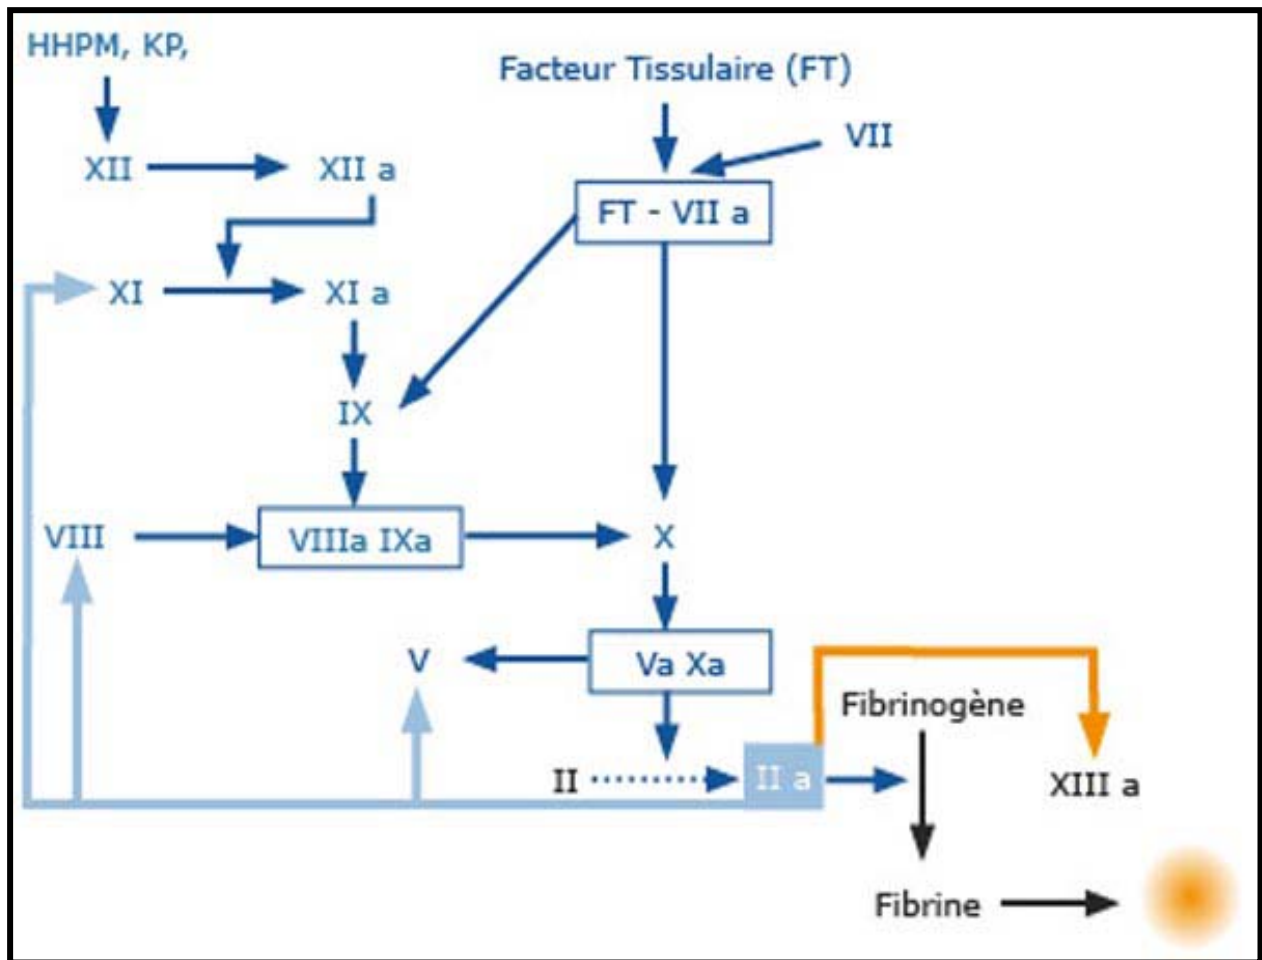 HHPM, KP,
Facteur Tissulaire (FT)
VII
XII
XII a
FT - VII a
XI
XI a
IX
VIII
VIIIa IXa
X
V
Va Xa
Fibrinogène
II
II a
XIII a
Fibrine